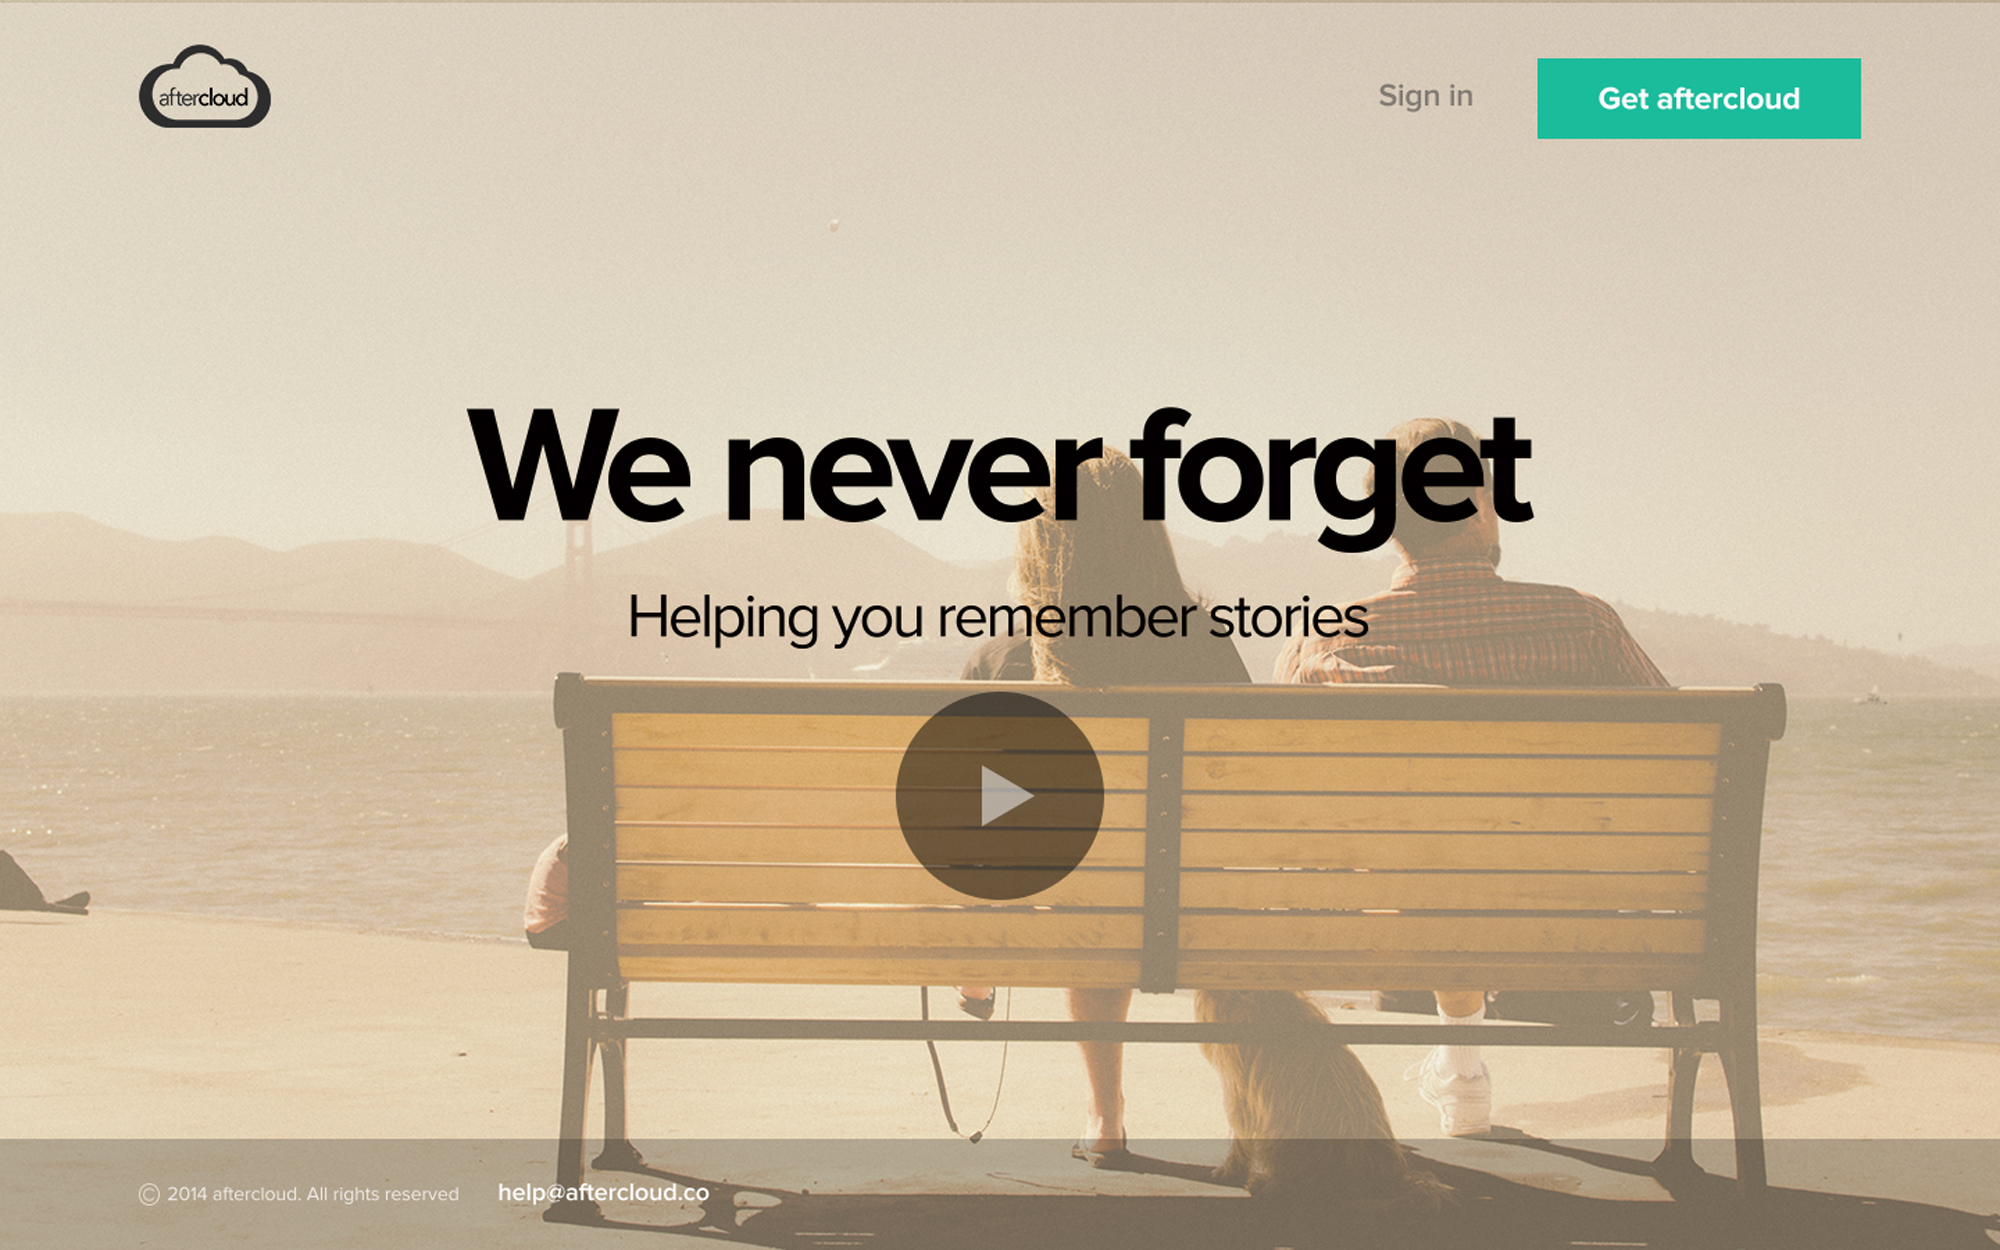 aftercloud
Sign in
Get aftercloud
We never forget
Helping you remember stories
© 2014 aftercloud. All rights reserved
help@aftercloud.co